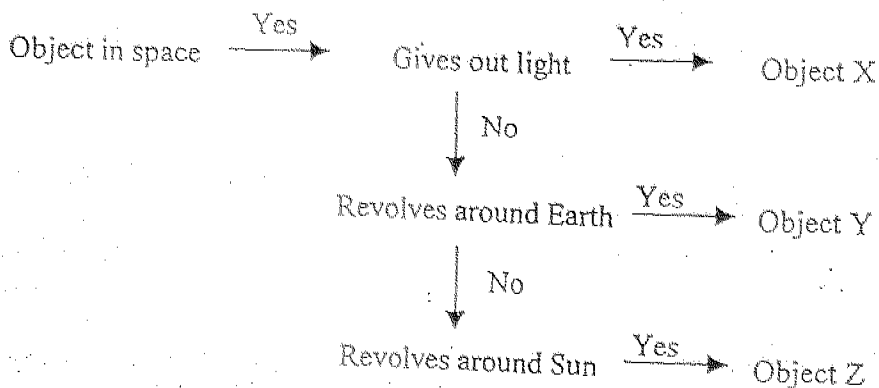 Object in space Yes Gives out light Yes Object X
No
Revolves around Earth Yes Object Y
No
Revolves around Sun Yes Object Z